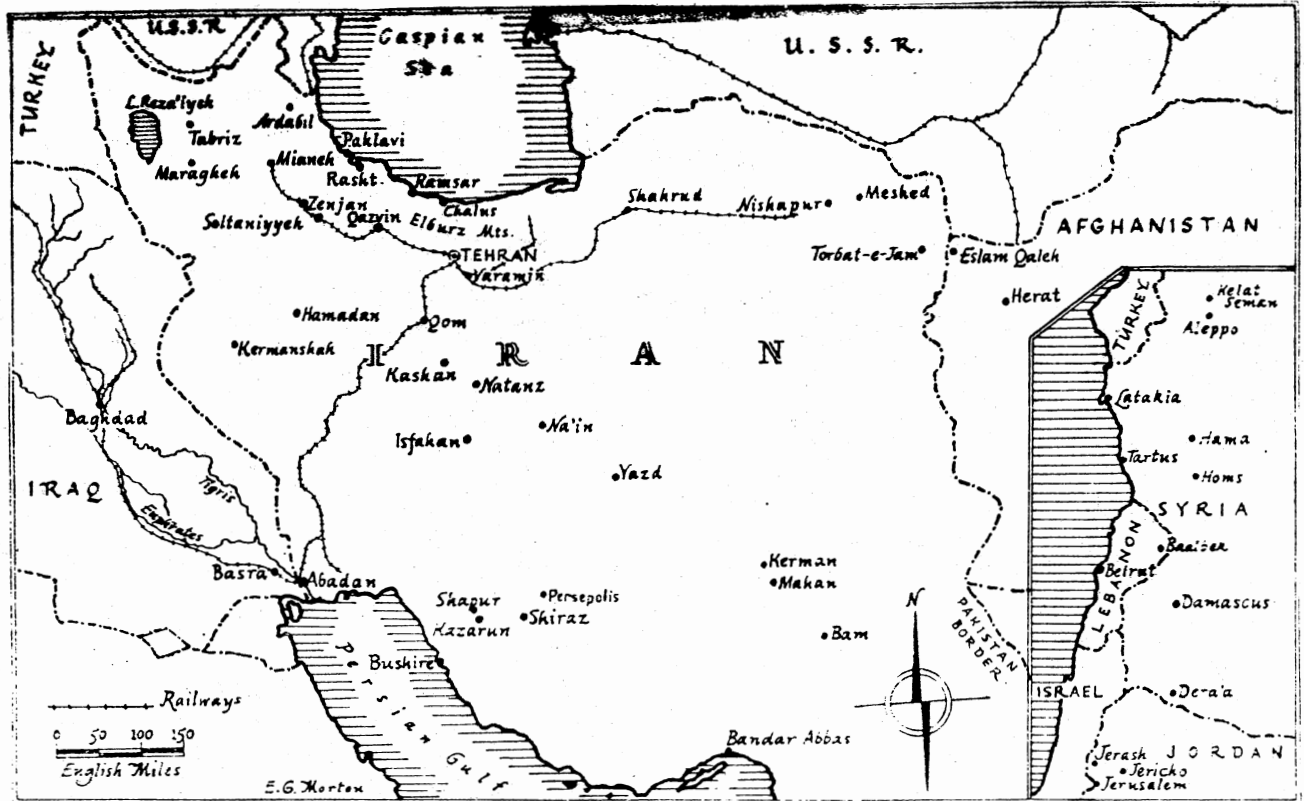 U.S.S.R
Caspian
Sea
U. S. S. R.
TURKEY
L.Reza'iyeh
Tabriz
Maragheh
Ardabil
Pahlavi
Mianeh
Rasht.
Ramsar
Chalus
Zenjan
Soltaniyyeh
Qazvin
Elburz Mts.
TEHRAN
Varamin
Shahrud
Nishapur
Meshed
Torbat-e-Jam
AFGHANISTAN
Eslam Qaleh
Herat
Hamadan
Kermanshah
Qom
IRAN
Kashan
Natanz
Na'in
Isfahan
Yazd
Baghdad
IRAQ
Tigris
Euphrates
Basra
Abadan
Kerman
Mahan
Shapur
Kazarun
Persepolis
Shiraz
Bam
Bushire
Persian Gulf
Bandar Abbas
PAKISTAN
BORDER
N
Railways
0 50 100 150
English Miles
E.G. Morton
TURKEY
Kelat
Seman
Aleppo
Latakia
Hama
Tartus
Homs
SYRIA
LEBANON
Baalbek
Beirut
Damascus
ISRAEL
De-ra'a
JORDAN
Jerash
Jericho
Jerusalem